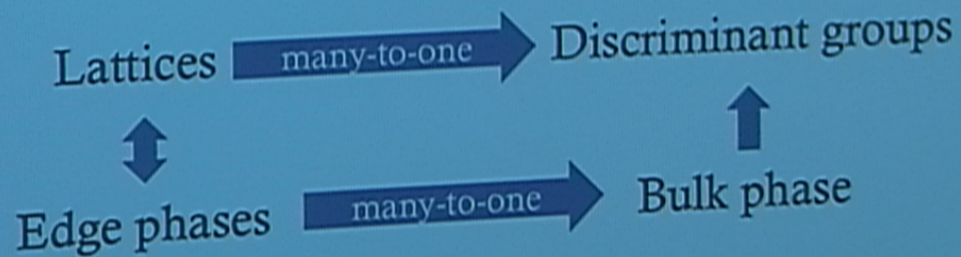 Lattices many-to-one Discriminant groups
Edge phases many-to-one Bulk phase